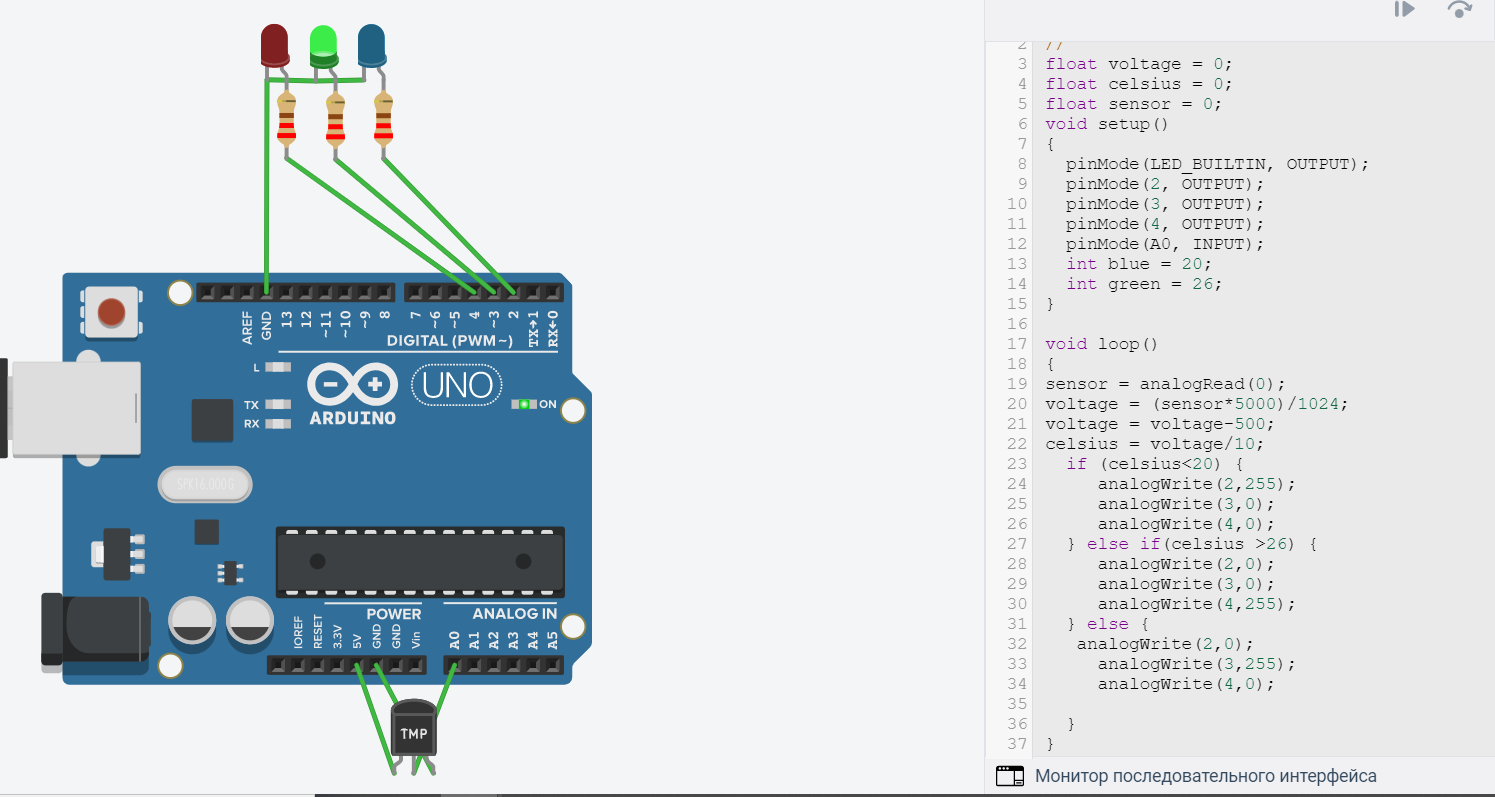 AREF
GND
13
12
~11
~10
~9
8
7
~6
~5
4
~3
2
TX→1
RX←0
DIGITAL (PWM~)
L
TX
RX
ARDUINO
UNO
ON
SPK16.000G
POWER
ANALOG IN
IOREF
RESET
3.3V
5V
GND
GND
Vin
A0
A1
A2
A3
A4
A5
TMP
2 //
3 float voltage = 0;
4 float celsius = 0;
5 float sensor = 0;
6 void setup()
7 {
8 pinMode(LED_BUILTIN, OUTPUT);
9 pinMode(2, OUTPUT);
10 pinMode(3, OUTPUT);
11 pinMode(4, OUTPUT);
12 pinMode(A0, INPUT);
13 int blue = 20;
14 int green = 26;
15 }
16
17 void loop()
18 {
19 sensor = analogRead(0);
20 voltage = (sensor*5000)/1024;
21 voltage = voltage-500;
22 celsius = voltage/10;
23 if (celsius<20) {
24 analogWrite(2,255);
25 analogWrite(3,0);
26 analogWrite(4,0);
27 } else if(celsius >26) {
28 analogWrite(2,0);
29 analogWrite(3,0);
30 analogWrite(4,255);
31 } else {
32 analogWrite(2,0);
33 analogWrite(3,255);
34 analogWrite(4,0);
35
36 }
37 }
Монитор последовательного интерфейса